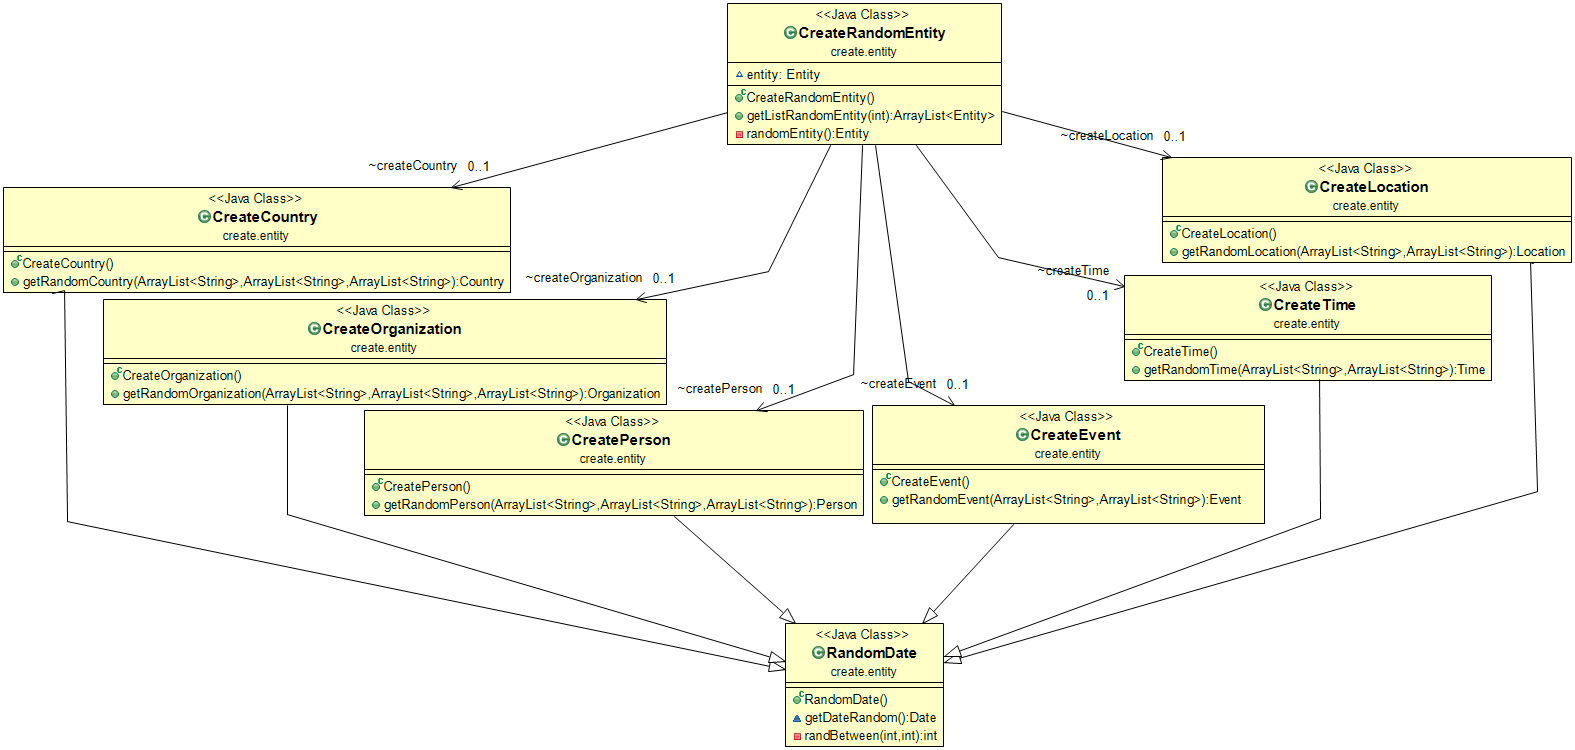 <<Java Class>>
CreateRandomEntity
create.entity
entity: Entity
CreateRandomEntity()
getListRandomEntity(int):ArrayList<Entity>
randomEntity():Entity
~createLocation 0..1
~createCountry 0..1
<<Java Class>>
CreateLocation
create.entity
CreateLocation()
getRandomLocation(ArrayList<String>,ArrayList<String>):Location
<<Java Class>>
CreateCountry
create.entity
CreateCountry()
getRandomCountry(ArrayList<String>,ArrayList<String>,ArrayList<String>):Country
~createOrganization 0..1
~createTime
0..1
<<Java Class>>
CreateTime
create.entity
CreateTime()
getRandomTime(ArrayList<String>,ArrayList<String>):Time
<<Java Class>>
CreateOrganization
create.entity
CreateOrganization()
getRandomOrganization(ArrayList<String>,ArrayList<String>,ArrayList<String>):Organization
~createPerson 0..1
~createEvent 0..1
<<Java Class>>
CreatePerson
create.entity
CreatePerson()
getRandomPerson(ArrayList<String>,ArrayList<String>,ArrayList<String>):Person
<<Java Class>>
CreateEvent
create.entity
CreateEvent()
getRandomEvent(ArrayList<String>,ArrayList<String>):Event
<<Java Class>>
RandomDate
create.entity
RandomDate()
getDateRandom():Date
randBetween(int,int):int